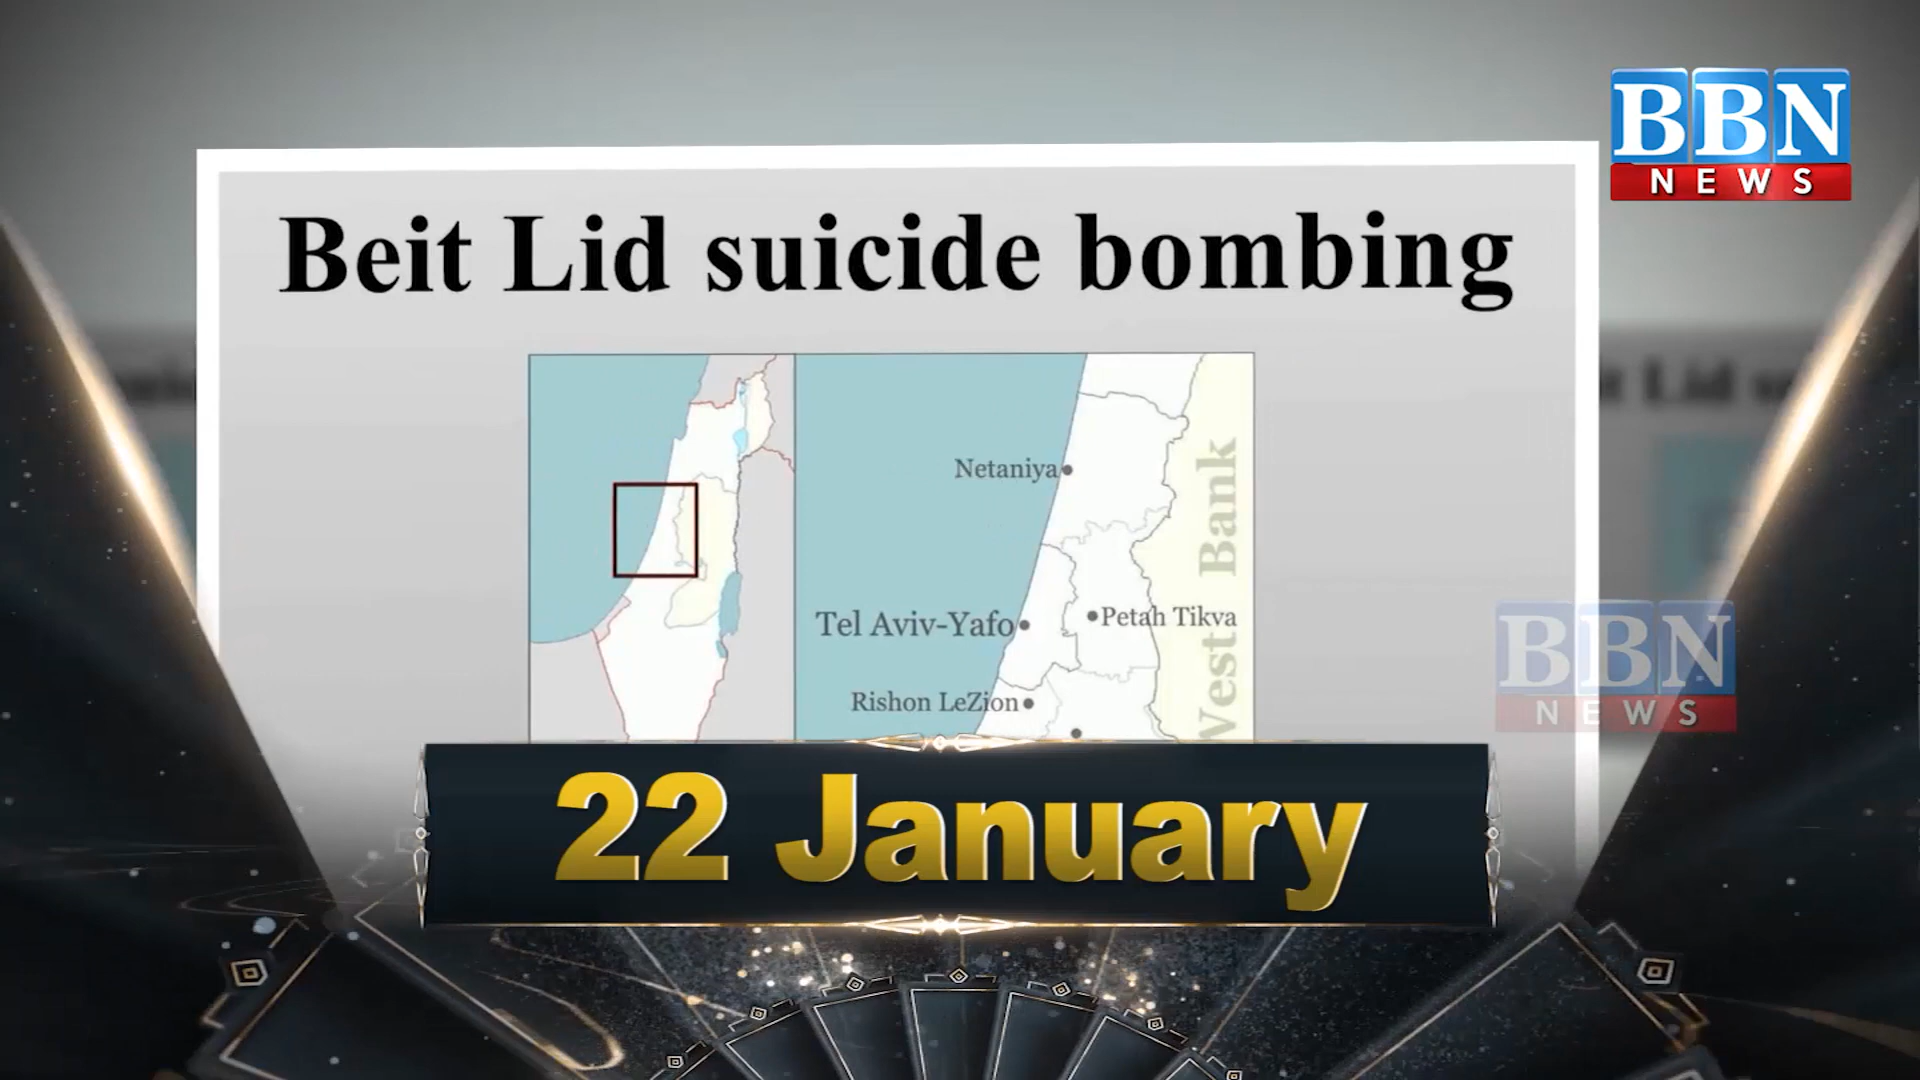 BBN
NEWS
Beit Lid suicide bombing
Netaniya
West Bank
Tel Aviv-Yafo
Petah Tikva
Rishon LeZion
BBN
NEWS
22 January